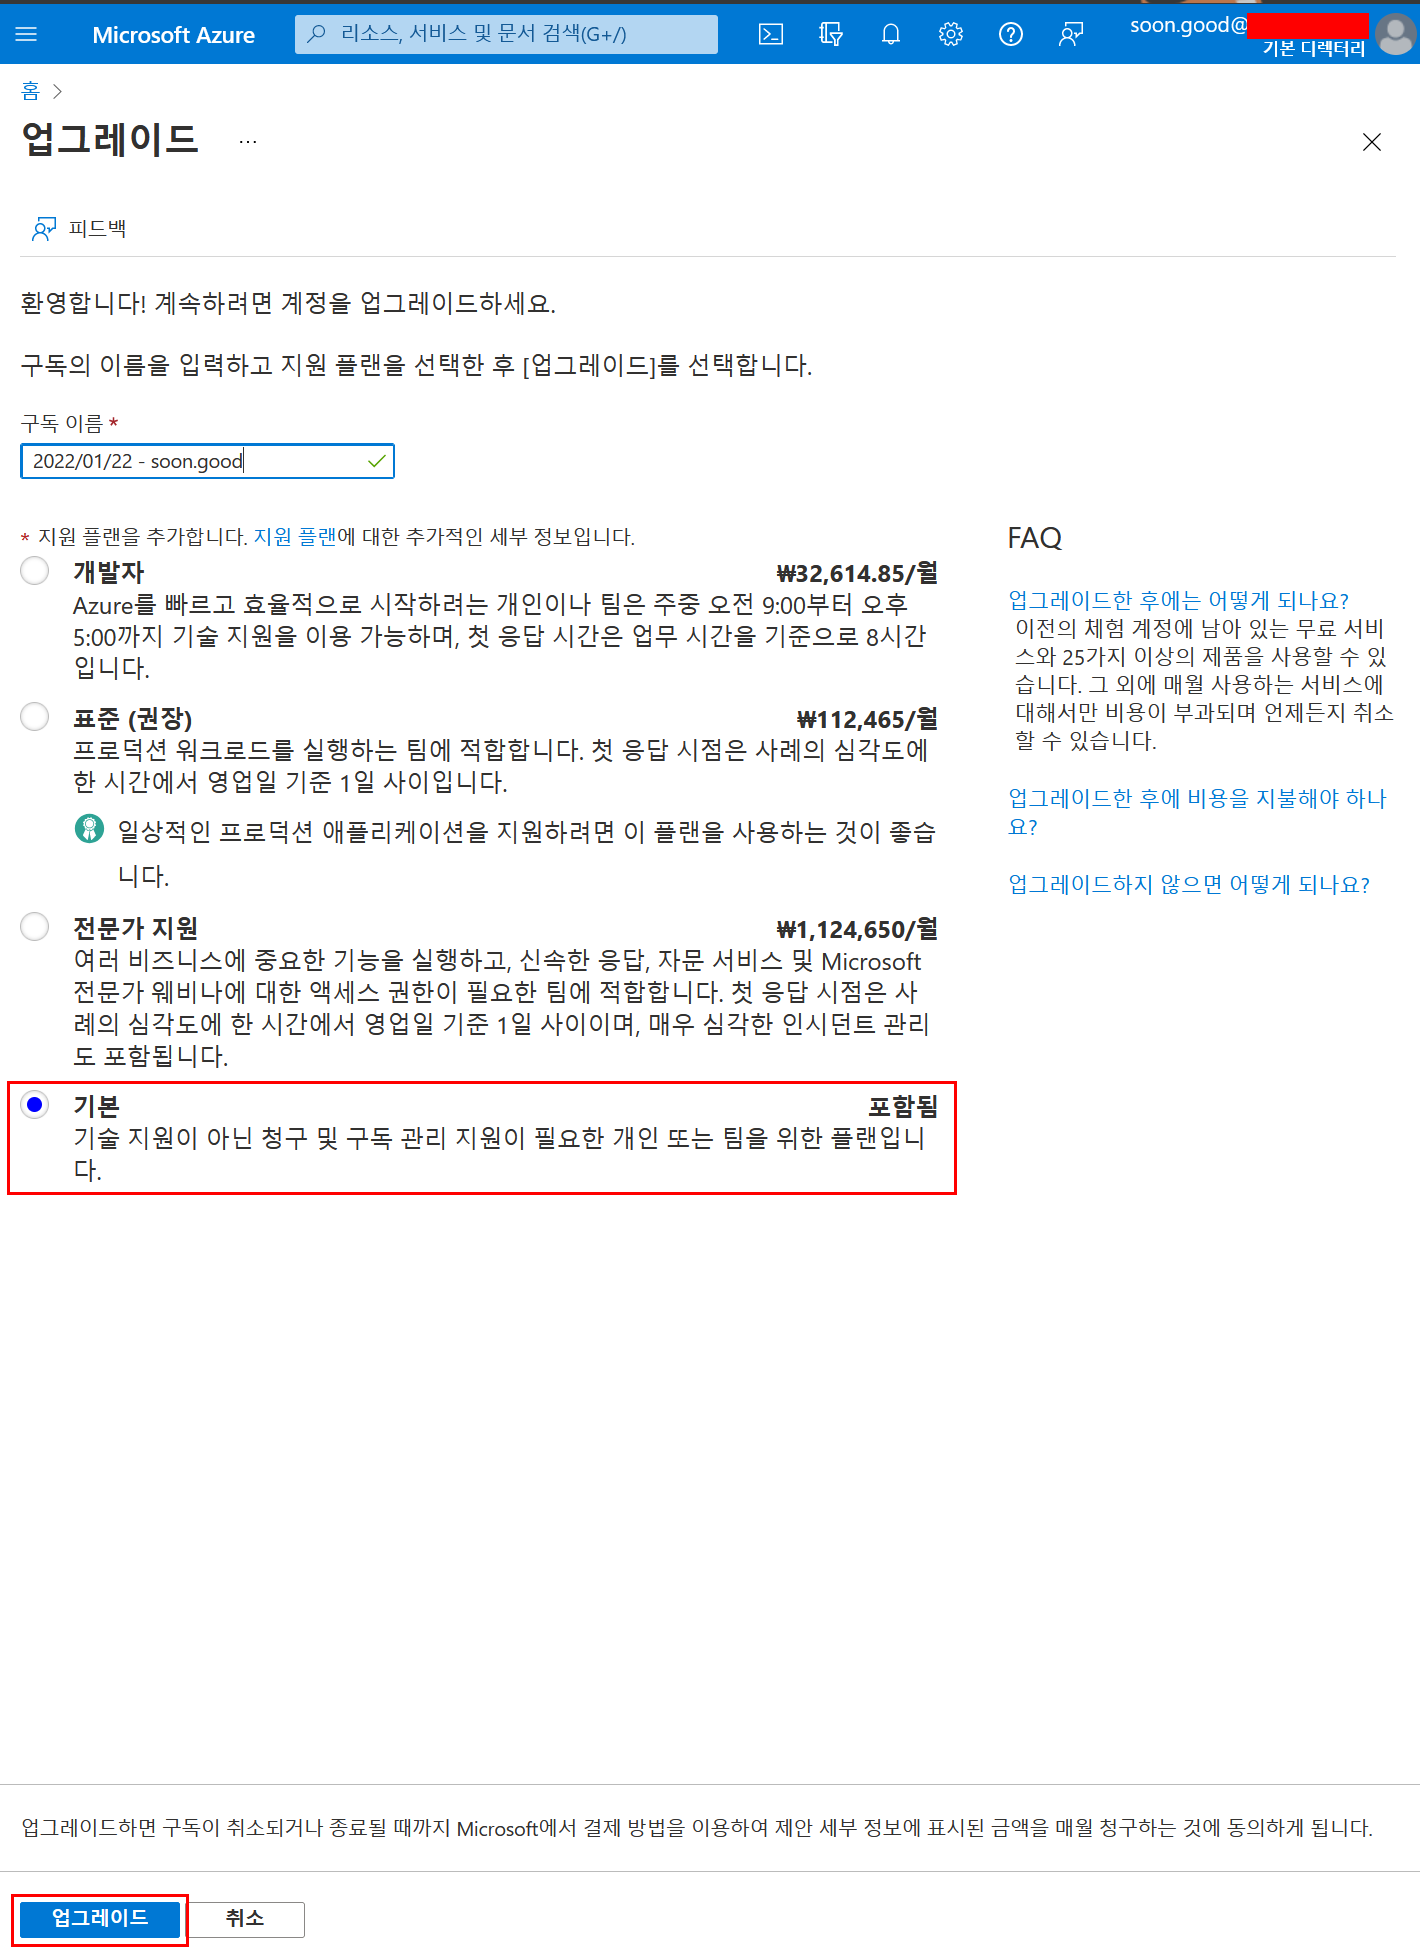 Microsoft Azure
리소스, 서비스 및 문서 검색(G+/)
soon.good@
기본 디렉터리
홈
업그레이드 ...
피드백
환영합니다! 계속하려면 계정을 업그레이드하세요.
구독의 이름을 입력하고 지원 플랜을 선택한 후 [업그레이드]를 선택합니다.
구독 이름 *
2022/01/22 - soon.good
* 지원 플랜을 추가합니다. 지원 플랜에 대한 추가적인 세부 정보입니다.
개발자 ₩32,614.85/월
Azure를 빠르고 효율적으로 시작하려는 개인이나 팀은 주중 오전 9:00부터 오후
5:00까지 기술 지원을 이용 가능하며, 첫 응답 시간은 업무 시간을 기준으로 8시간
입니다.
표준 (권장) ₩112,465/월
프로덕션 워크로드를 실행하는 팀에 적합합니다. 첫 응답 시점은 사례의 심각도에
한 시간에서 영업일 기준 1일 사이입니다.
일상적인 프로덕션 애플리케이션을 지원하려면 이 플랜을 사용하는 것이 좋습
니다.
전문가 지원 ₩1,124,650/월
여러 비즈니스에 중요한 기능을 실행하고, 신속한 응답, 자문 서비스 및 Microsoft
전문가 웨비나에 대한 액세스 권한이 필요한 팀에 적합합니다. 첫 응답 시점은 사
례의 심각도에 한 시간에서 영업일 기준 1일 사이이며, 매우 심각한 인시던트 관리
도 포함됩니다.
기본 포함됨
기술 지원이 아닌 청구 및 구독 관리 지원이 필요한 개인 또는 팀을 위한 플랜입니
다.
FAQ
업그레이드한 후에는 어떻게 되나요?
이전의 체험 계정에 남아 있는 무료 서비
스와 25가지 이상의 제품을 사용할 수 있
습니다. 그 외에 매월 사용하는 서비스에
대해서만 비용이 부과되며 언제든지 취소
할 수 있습니다.
업그레이드한 후에 비용을 지불해야 하나
요?
업그레이드하지 않으면 어떻게 되나요?
업그레이드하면 구독이 취소되거나 종료될 때까지 Microsoft에서 결제 방법을 이용하여 제안 세부 정보에 표시된 금액을 매월 청구하는 것에 동의하게 됩니다.
업그레이드
취소